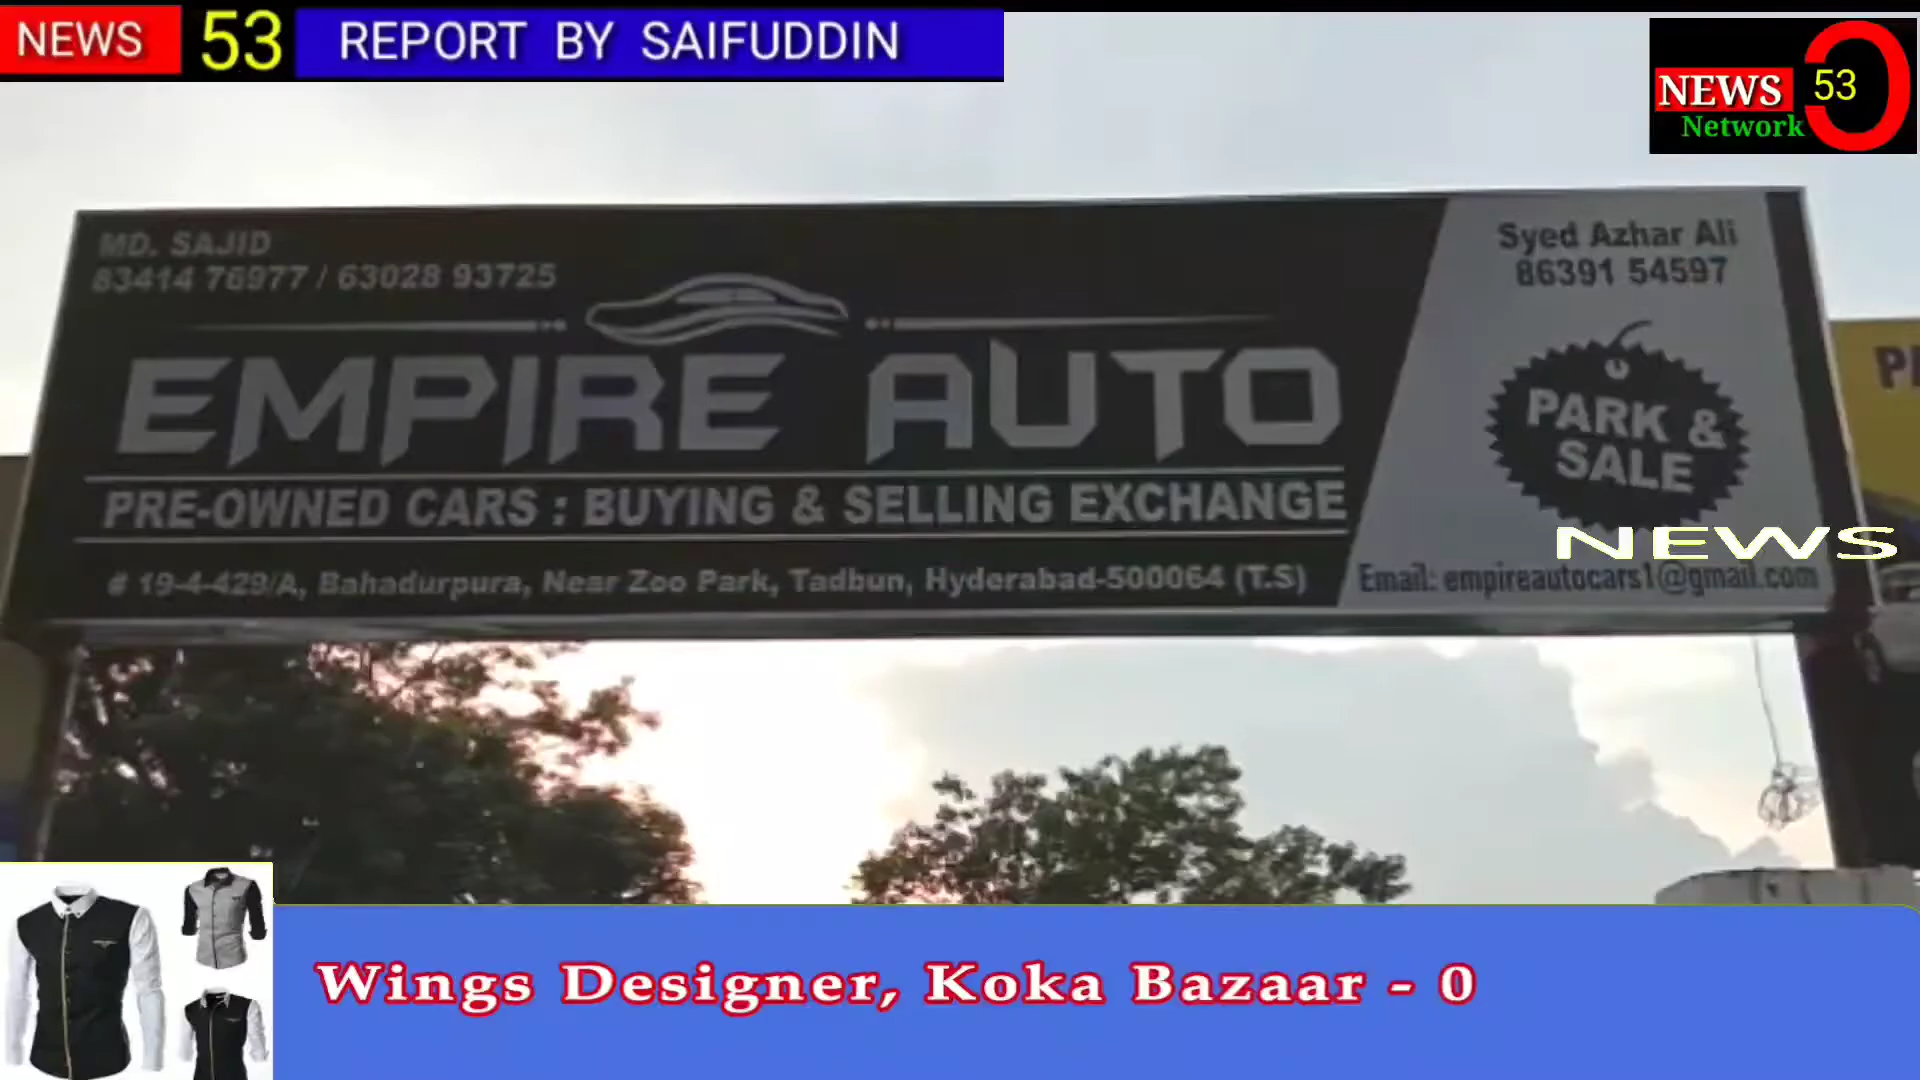 NEWS 53 REPORT BY SAIFUDDIN
NEWS 53
Network
MD. SAJID
83414 76977 / 63028 93725
Syed Azhar Ali
86391 54597
EMPIRE AUTO
PARK &
SALE
PRE-OWNED CARS : BUYING & SELLING EXCHANGE
NEWS
# 19-4-429/A, Bahadurpura, Near Zoo Park, Tadbun, Hyderabad-500064 (T.S)
Email: empireautocars1@gmail.com
Wings Designer, Koka Bazaar - 0